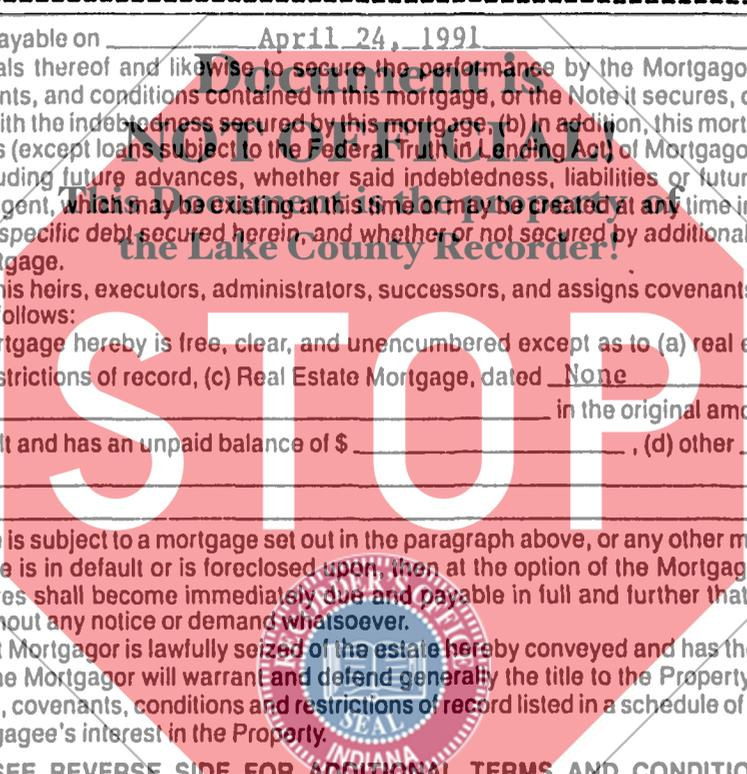 ayable on April 24, 1991
als thereof and likewise to secure the performance by the Mortgago
Document is
nts, and conditions contained in this mortgage, or the Note it secures,
ith the indebtedness secured by this mortgage, (b) In addition, this mort
NOT OFFICIAL!
s (except loans subject to the Federal Truth in Lending Act) of Mortgago
uding future advances, whether said indebtedness, liabilities or futur
This Document is the property of
gent, which may be existing at this time or may be created at any time in
specific debt secured herein, and whether or not secured by additional
the Lake County Recorder!
tgage.
his heirs, executors, administrators, successors, and assigns covenants
ollows:
rtgage hereby is free, clear, and unencumbered except as to (a) real e
strictions of record, (c) Real Estate Mortgage, dated None
in the original amo
STOP
lt and has an unpaid balance of $ , (d) other
is subject to a mortgage set out in the paragraph above, or any other m
e is in default or is foreclosed upon, then at the option of the Mortgag
es shall become immediately due and payable in full and further that
hout any notice or demand whatsoever.
t Mortgagor is lawfully seized of the estate hereby conveyed and has the
he Mortgagor will warrant and defend generally the title to the Property
, covenants, conditions and restrictions of record listed in a schedule of
gagee's interest in the Property.
RECORDER'S OFFICE
SEAL
INDIANA
SEE REVERSE SIDE FOR ADDITIONAL TERMS AND CONDITIO